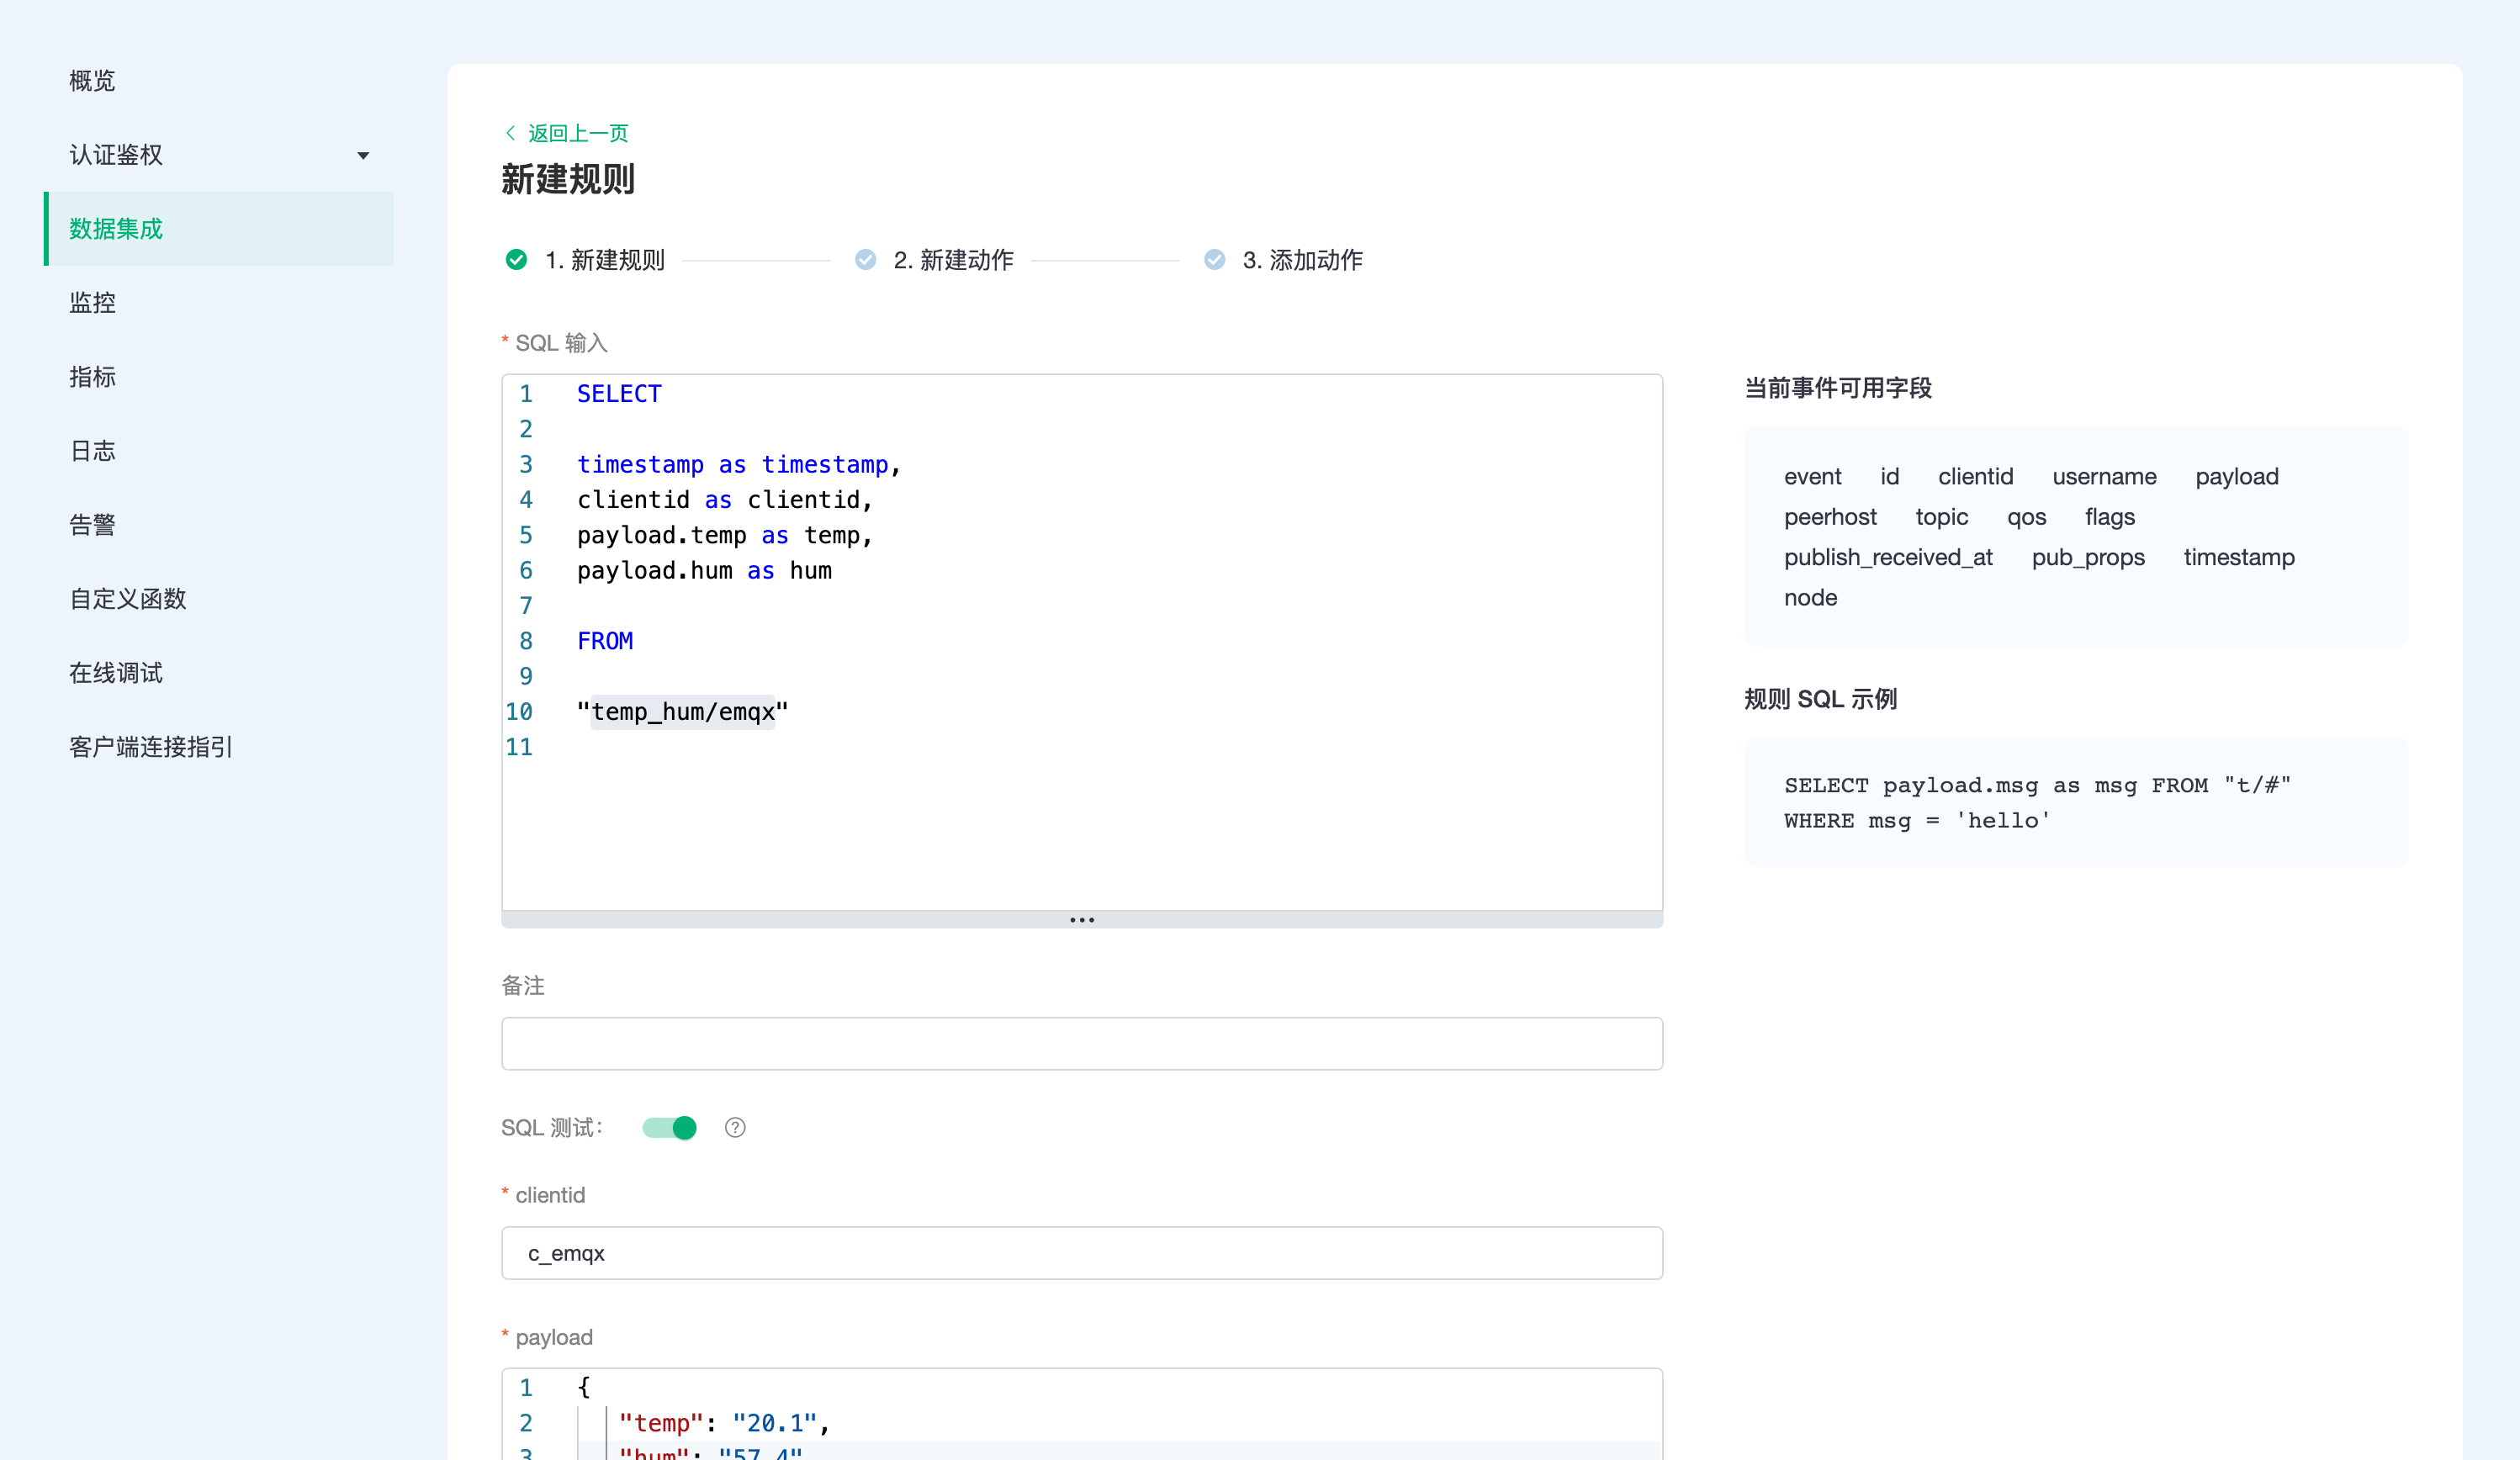 概览
认证鉴权
数据集成
监控
指标
日志
告警
自定义函数
在线调试
客户端连接指引
返回上一页
新建规则
1. 新建规则
2. 新建动作
3. 添加动作
* SQL 输入
1 SELECT
2
3 timestamp as timestamp,
4 clientid as clientid,
5 payload.temp as temp,
6 payload.hum as hum
7
8 FROM
9
10 "temp_hum/emqx"
11
当前事件可用字段
event id clientid username payload
peerhost topic qos flags
publish_received_at pub_props timestamp
node
规则 SQL 示例
SELECT payload.msg as msg FROM "t/#"
WHERE msg = 'hello'
备注
SQL 测试：
* clientid
c_emqx
* payload
1 {
2 "temp": "20.1",
3 "hum": "57.4"